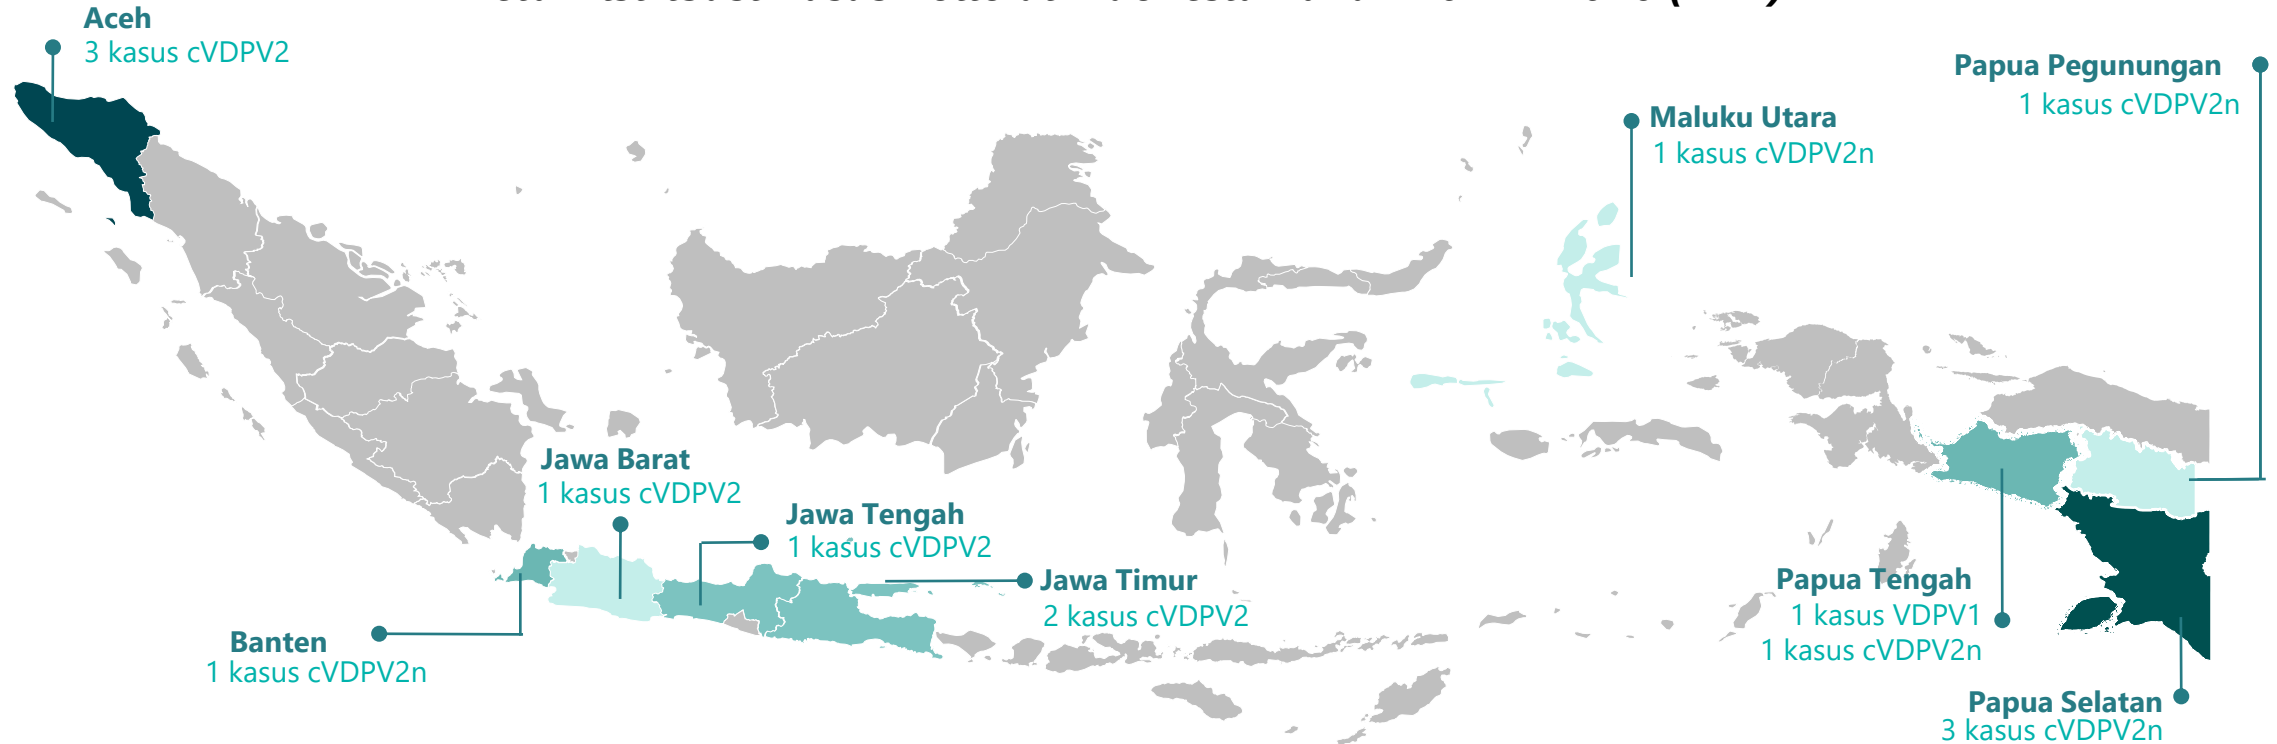 Aceh
3 kasus cVDPV2
Papua Pegunungan
1 kasus cVDPV2n
Maluku Utara
1 kasus cVDPV2n
Jawa Barat
1 kasus cVDPV2
Jawa Tengah
1 kasus cVDPV2
Jawa Timur
2 kasus cVDPV2
Banten
1 kasus cVDPV2n
Papua Tengah
1 kasus VDPV1
1 kasus cVDPV2n
Papua Selatan
3 kasus cVDPV2n